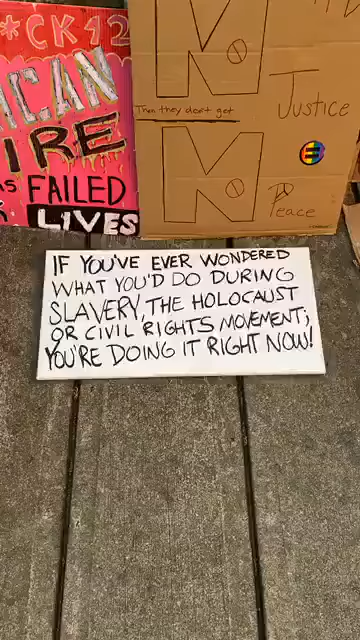 *CK12
ICAN
IRE
FAILED
LIVES
Then they don't get
Justice
Peace
IF YOU'VE EVER WONDERED
WHAT YOU'D DO DURING
SLAVERY, THE HOLOCAUST
OR CIVIL RIGHTS MOVEMENT;
YOU'RE DOING IT RIGHT NOW!